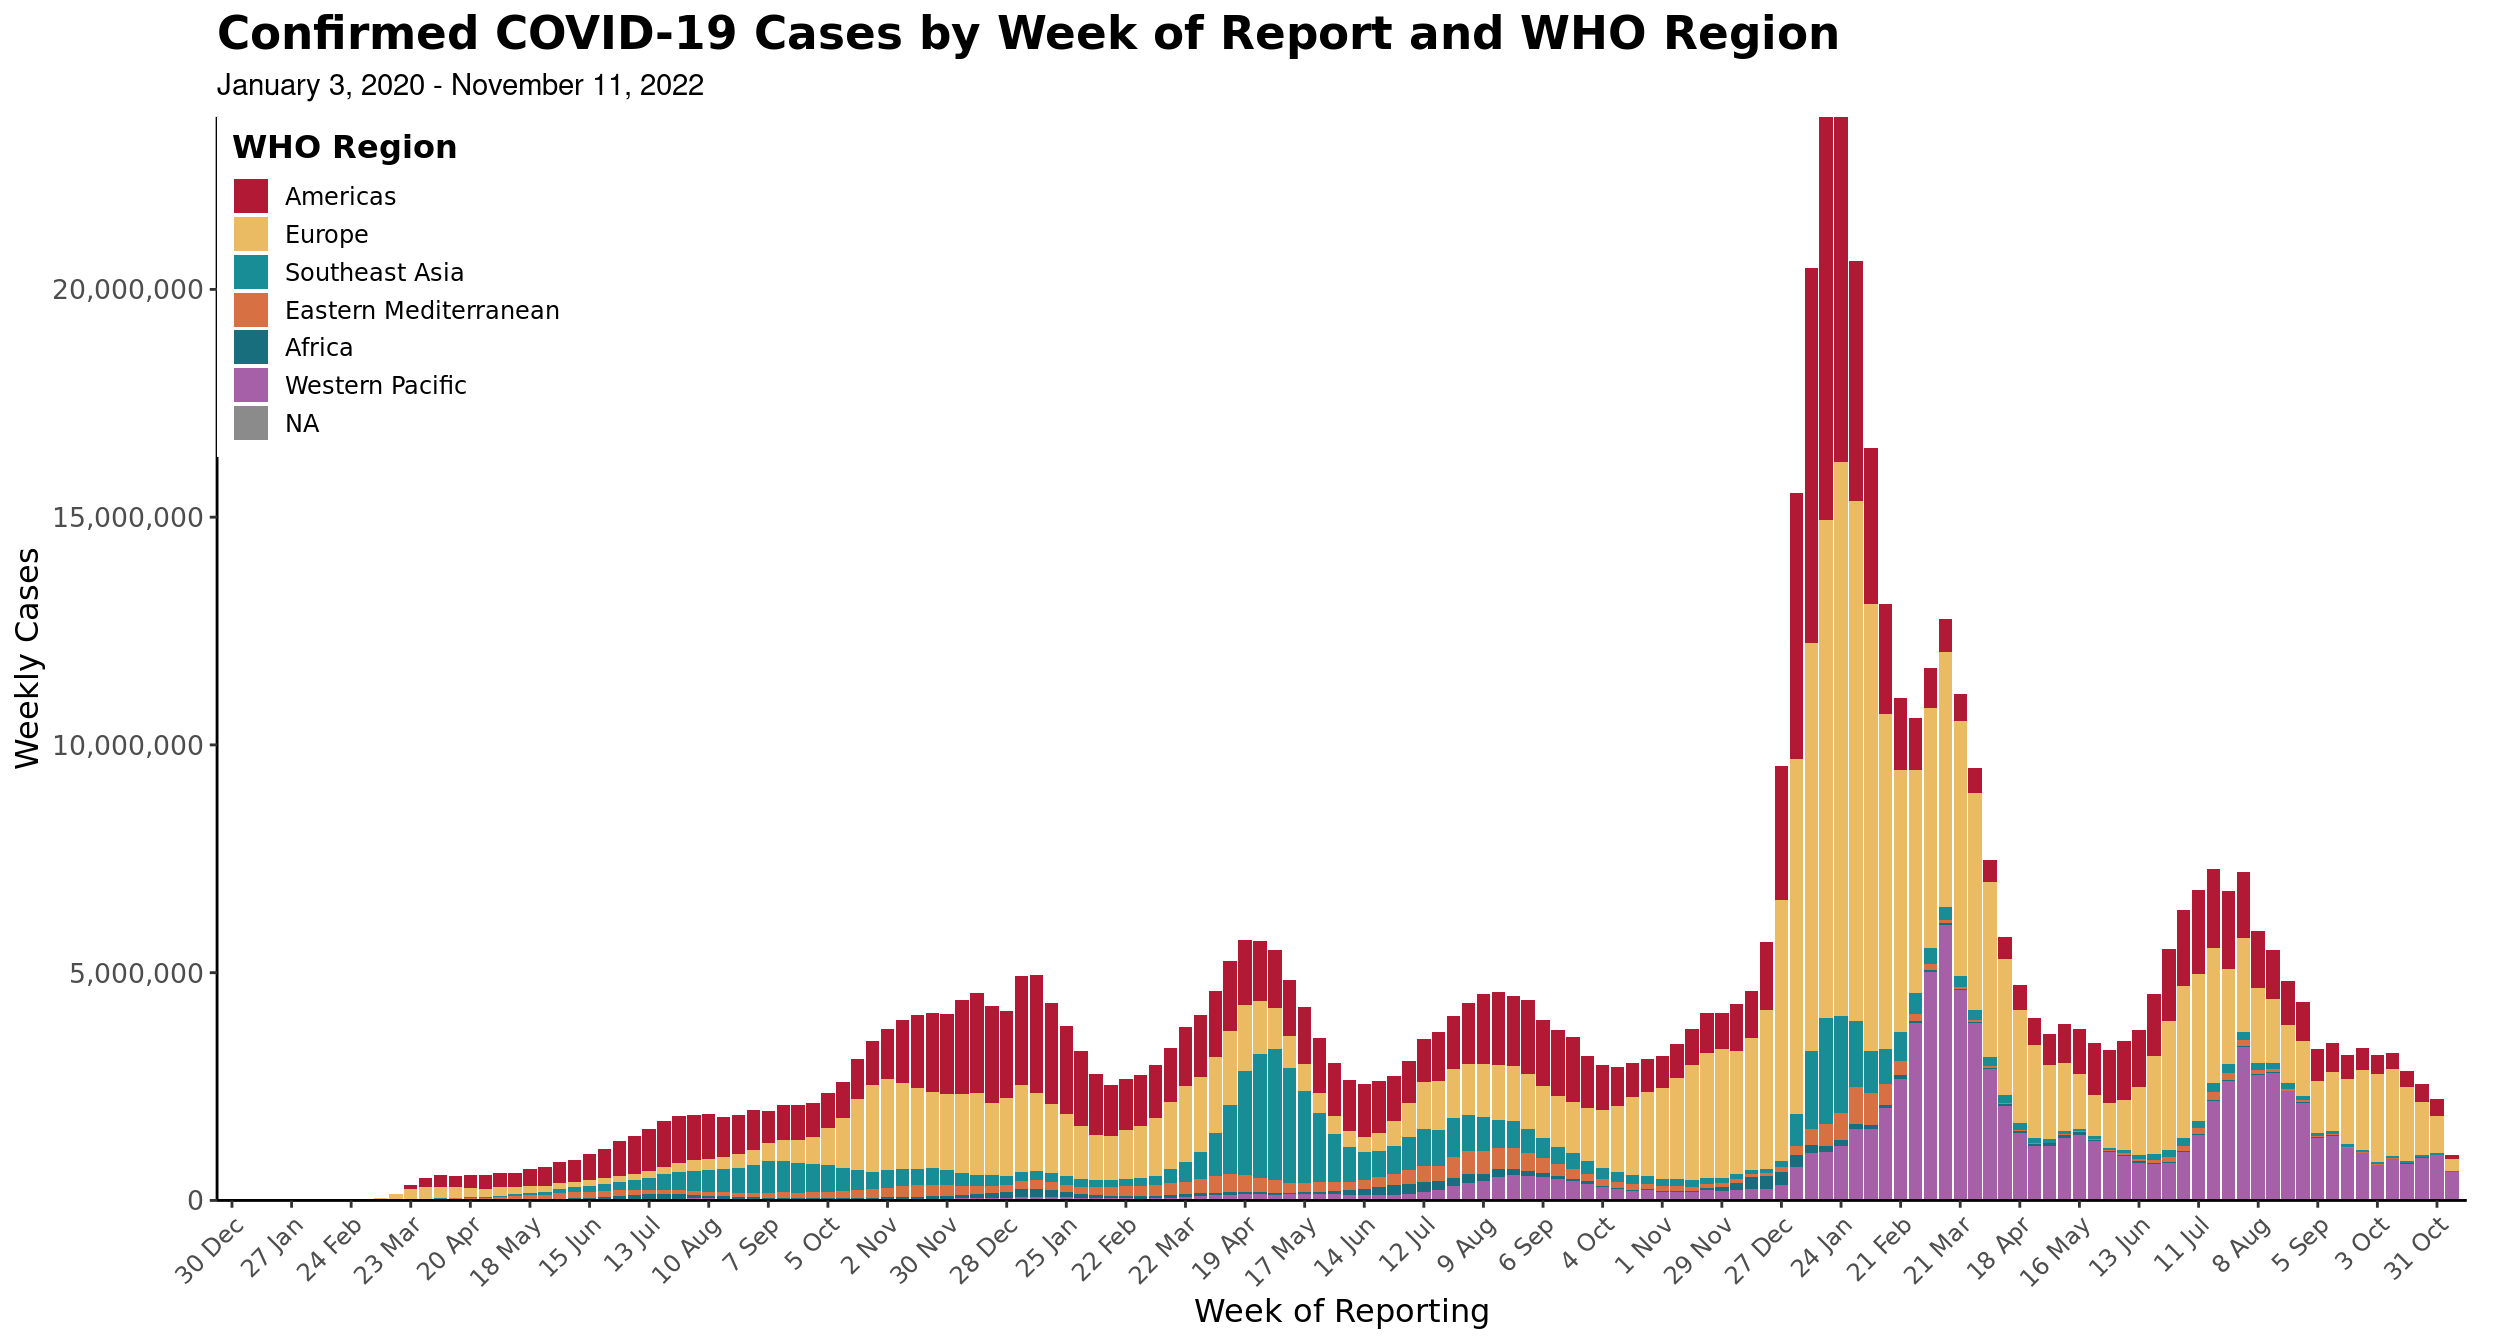 Confirmed COVID-19 Cases by Week of Report and WHO Region
January 3, 2020 - November 11, 2022
WHO Region
Americas
Europe
Southeast Asia
Eastern Mediterranean
Africa
Western Pacific
NA
Weekly Cases
20,000,000
15,000,000
10,000,000
5,000,000
0
30 Dec
27 Jan
24 Feb
23 Mar
20 Apr
18 May
15 Jun
13 Jul
10 Aug
7 Sep
5 Oct
2 Nov
30 Nov
28 Dec
25 Jan
22 Feb
22 Mar
19 Apr
17 May
14 Jun
12 Jul
9 Aug
6 Sep
4 Oct
1 Nov
29 Nov
27 Dec
24 Jan
21 Feb
21 Mar
18 Apr
16 May
13 Jun
11 Jul
8 Aug
5 Sep
3 Oct
31 Oct
Week of Reporting